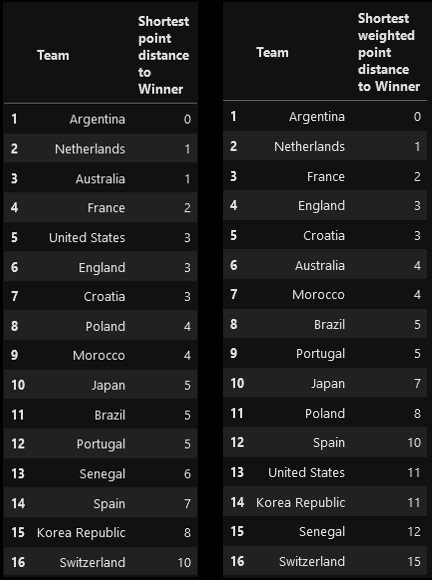 Team Shortest point distance to Winner
1 Argentina 0
2 Netherlands 1
3 Australia 1
4 France 2
5 United States 3
6 England 3
7 Croatia 3
8 Poland 4
9 Morocco 4
10 Japan 5
11 Brazil 5
12 Portugal 5
13 Senegal 6
14 Spain 7
15 Korea Republic 8
16 Switzerland 10
Team Shortest weighted point distance to Winner
1 Argentina 0
2 Netherlands 1
3 France 2
4 England 3
5 Croatia 3
6 Australia 4
7 Morocco 4
8 Brazil 5
9 Portugal 5
10 Japan 7
11 Poland 8
12 Spain 10
13 United States 11
14 Korea Republic 11
15 Senegal 12
16 Switzerland 15